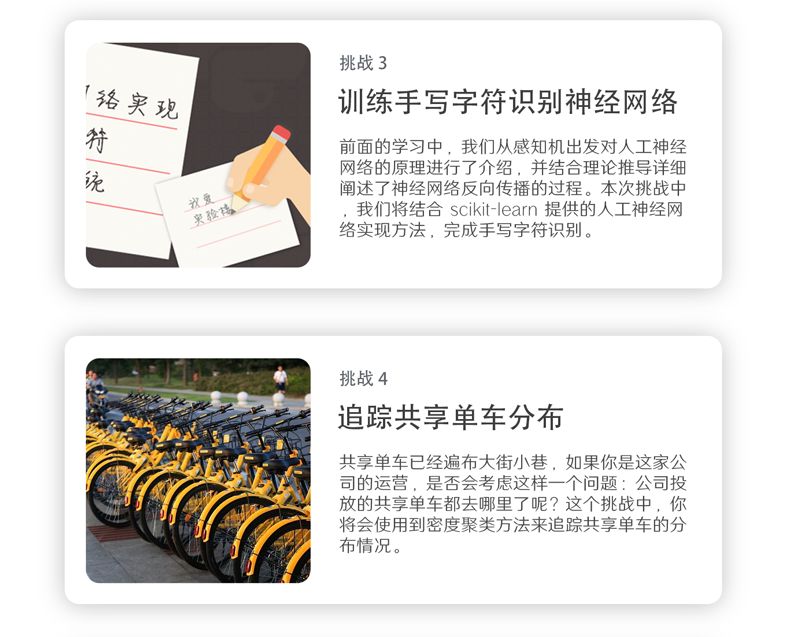 络实现
符
统
我爱
实验楼
挑战 3
训练手写字符识别神经网络
前面的学习中，我们从感知机出发对人工神经
网络的原理进行了介绍，并结合理论推导详细
阐述了神经网络反向传播的过程。本次挑战中
，我们将结合 scikit-learn 提供的人工神经网
络实现方法，完成手写字符识别。
挑战 4
追踪共享单车分布
共享单车已经遍布大街小巷，如果你是这家公
司的运营，是否会考虑这样一个问题：公司投
放的共享单车都去哪里了呢？这个挑战中，你
将会使用到密度聚类方法来追踪共享单车的分
布情况。